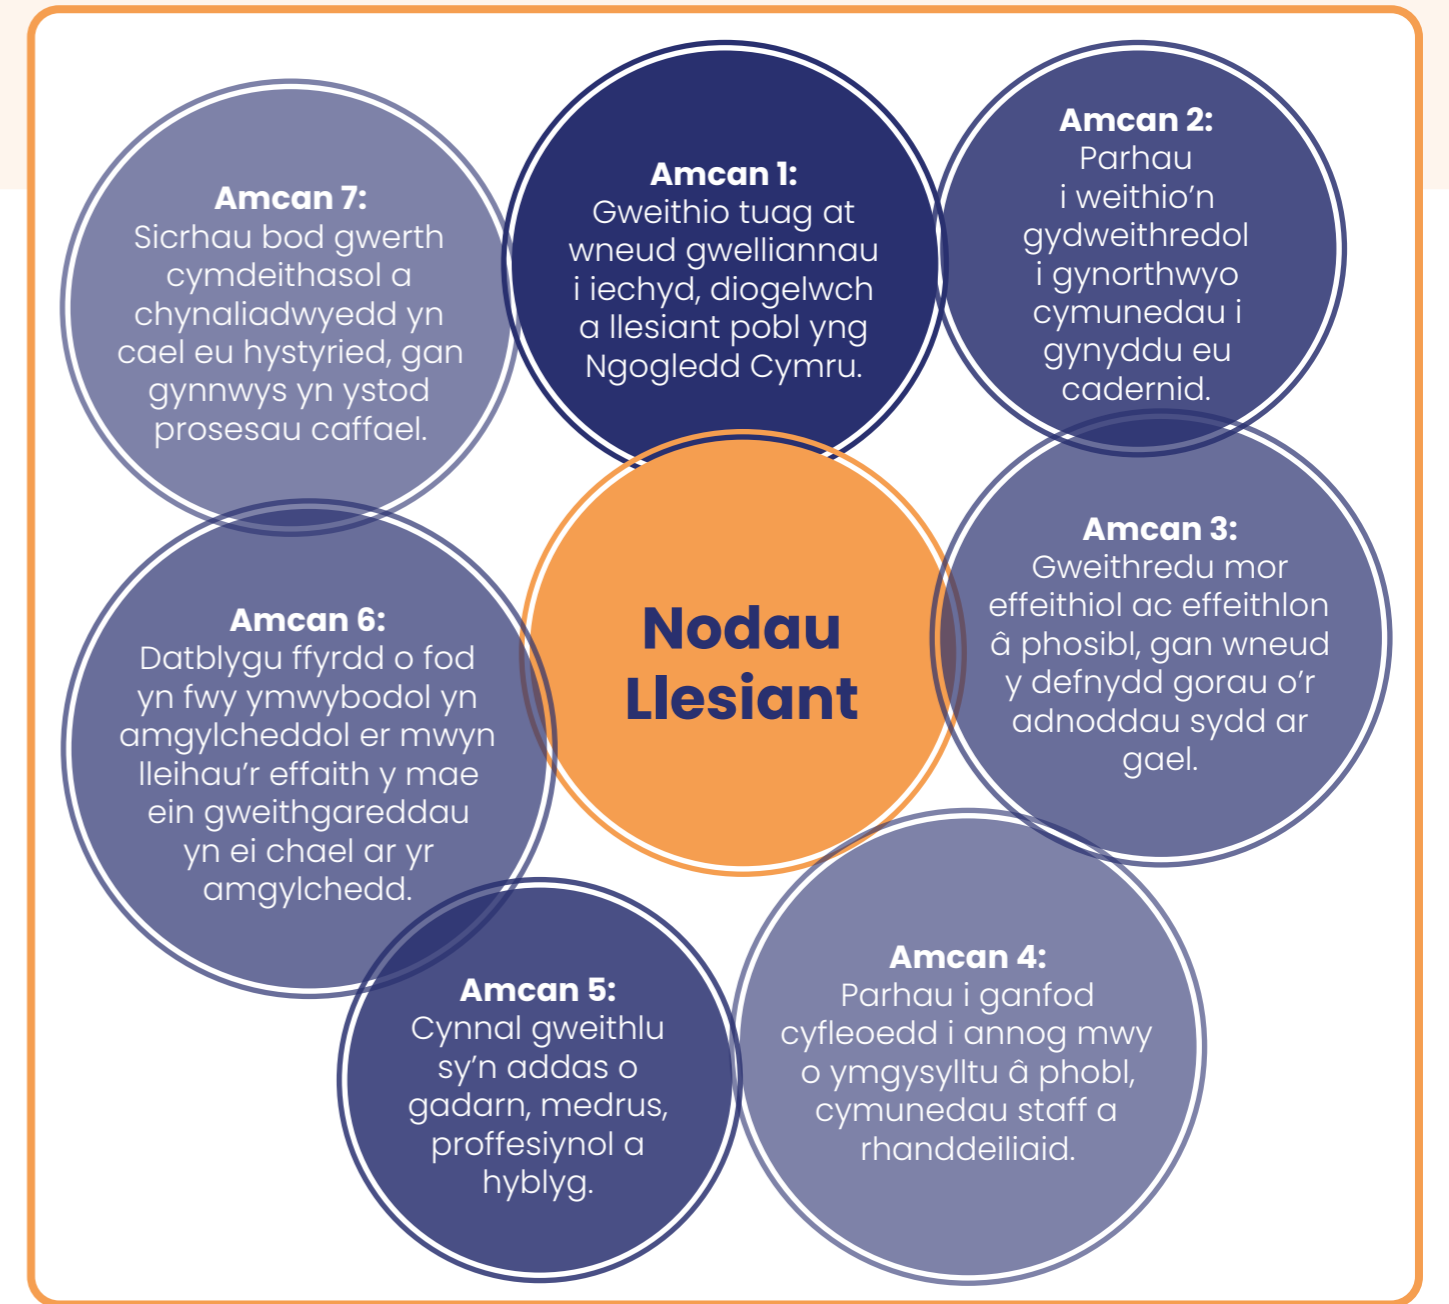 Amcan 1:
Gweithio tuag at
wneud gwelliannau
i iechyd, diogelwch
a llesiant pobl yng
Ngogledd Cymru.
Amcan 2:
Parhau
i weithio’n
gydweithredol
i gynorthwyo
cymunedau i
gynyddu eu
cadernid.
Amcan 3:
Gweithredu mor
effeithiol ac effeithlon
â phosibl, gan wneud
y defnydd gorau o’r
adnoddau sydd ar
gael.
Amcan 4:
Parhau i ganfod
cyfleoedd i annog mwy
o ymgysylltu â phobl,
cymunedau staff a
rhanddeiliaid.
Amcan 5:
Cynnal gweithlu
sy’n addas o
gadarn, medrus,
proffesiynol a
hyblyg.
Amcan 6:
Datblygu ffyrdd o fod
yn fwy ymwybodol yn
amgylcheddol er mwyn
lleihau’r effaith y mae
ein gweithgareddau
yn ei chael ar yr
amgylchedd.
Amcan 7:
Sicrhau bod gwerth
cymdeithasol a
chynaliadwyedd yn
cael eu hystyried, gan
gynnwys yn ystod
prosesau caffael.
Nodau
Llesiant